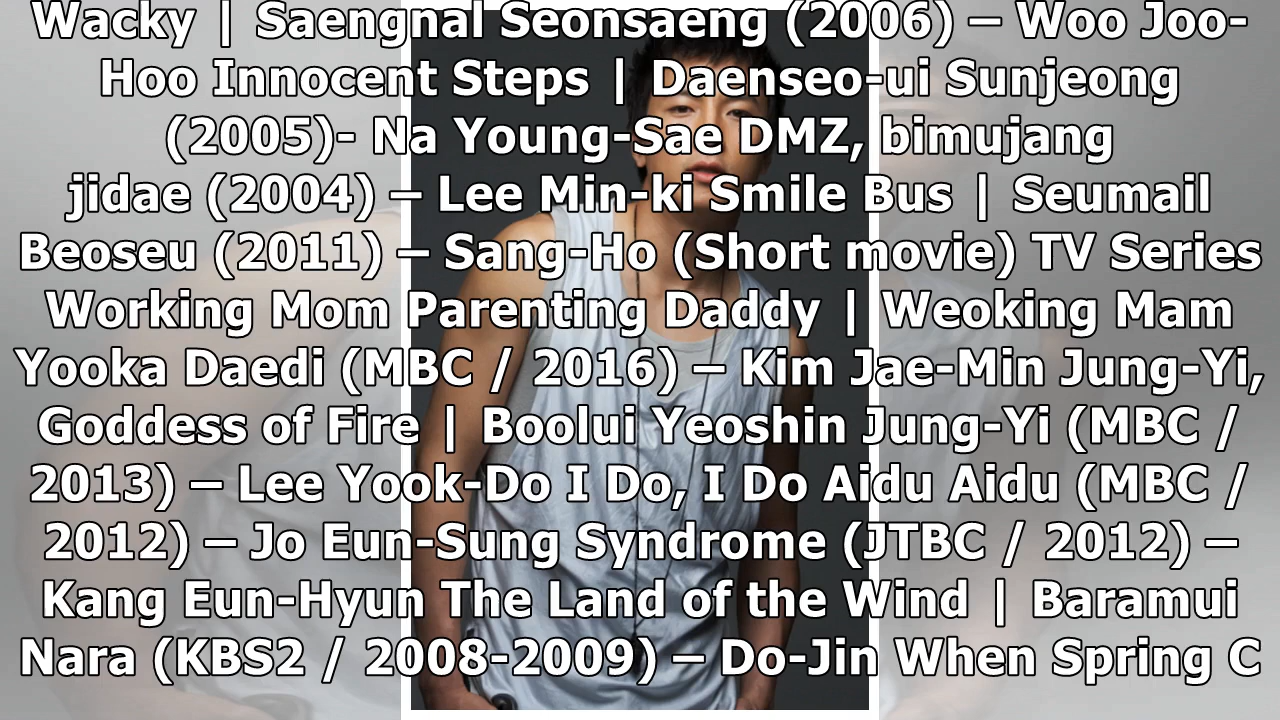 Wacky | Saengnal Seonsaeng (2006) – Woo Joo-
Hoo Innocent Steps | Daenseo-ui Sunjeong
(2005)- Na Young-Sae DMZ, bimujang
jidae (2004) – Lee Min-ki Smile Bus | Seumail
Beoseu (2011) – Sang-Ho (Short movie) TV Series
Working Mom Parenting Daddy | Weoking Mam
Yooka Daedi (MBC / 2016) – Kim Jae-Min Jung-Yi,
Goddess of Fire | Boolui Yeoshin Jung-Yi (MBC /
2013) – Lee Yook-Do I Do, I Do Aidu Aidu (MBC /
2012) – Jo Eun-Sung Syndrome (JTBC / 2012) –
Kang Eun-Hyun The Land of the Wind | Baramui
Nara (KBS2 / 2008-2009) – Do-Jin When Spring C